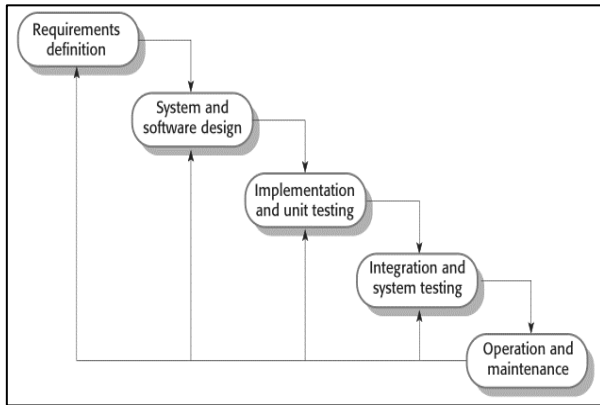 Requirements
definition
System and
software design
Implementation
and unit testing
Integration and
system testing
Operation and
maintenance